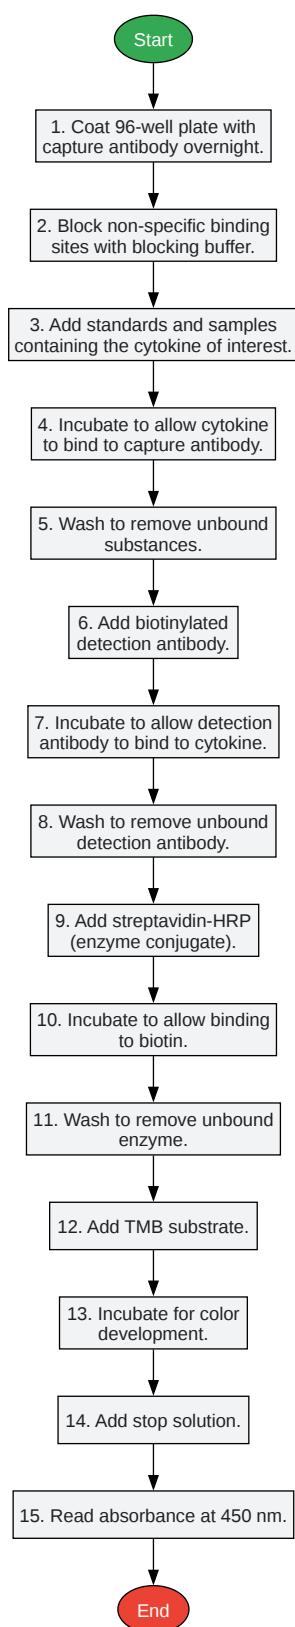 Start
1. Coat 96-well plate with
capture antibody overnight.
2. Block non-specific binding
sites with blocking buffer.
3. Add standards and samples
containing the cytokine of interest.
4. Incubate to allow cytokine
to bind to capture antibody.
5. Wash to remove unbound
substances.
6. Add biotinylated
detection antibody.
7. Incubate to allow detection
antibody to bind to cytokine.
8. Wash to remove unbound
detection antibody.
9. Add streptavidin-HRP
(enzyme conjugate).
10. Incubate to allow binding
to biotin.
11. Wash to remove unbound
enzyme.
12. Add TMB substrate.
13. Incubate for color
development.
14. Add stop solution.
15. Read absorbance at 450 nm.
End